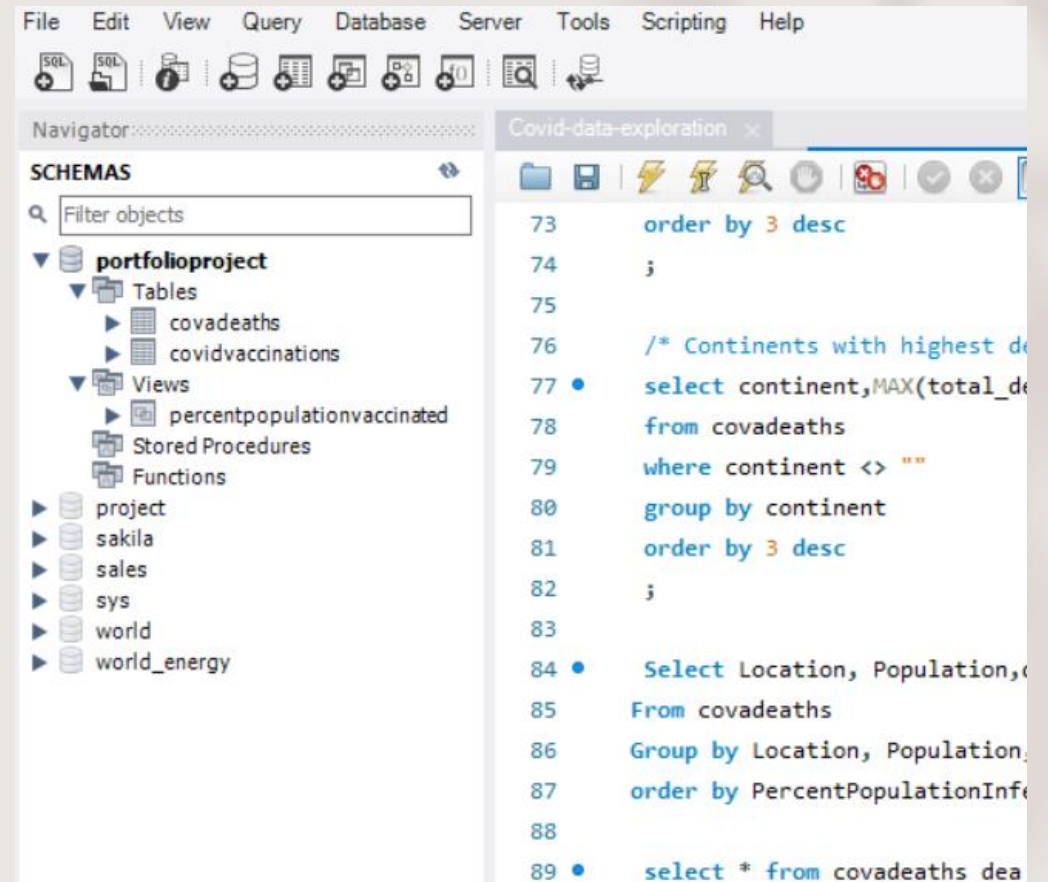 File Edit View Query Database Server Tools Scripting Help
SQL SQL
Navigator
SCHEMAS
Filter objects
portfolioproject
Tables
covadeaths
covidvaccinations
Views
percentpopulationvaccinated
Stored Procedures
Functions
project
sakila
sales
sys
world
world_energy
Covid-data-exploration
73 order by 3 desc
74 ;
75
76 /* Continents with highest de
77 select continent,MAX(total_de
78 from covadeaths
79 where continent <> ""
80 group by continent
81 order by 3 desc
82 ;
83
84 Select Location, Population,
85 From covadeaths
86 Group by Location, Population,
87 order by PercentPopulationInfe
88
89 select * from covadeaths dea